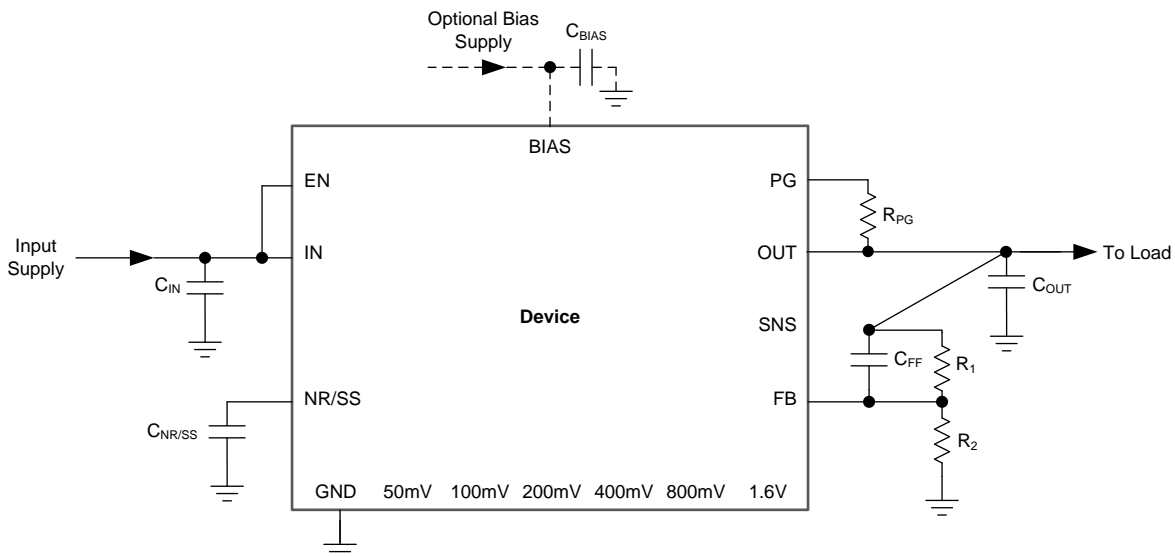 Optional Bias
Supply
CBIAS
BIAS
EN
PG
RPG
Input
Supply
IN
OUT
To Load
CIN
COUT
Device
SNS
CFF
R1
NR/SS
FB
CNR/SS
R2
GND 50mV 100mV 200mV 400mV 800mV 1.6V